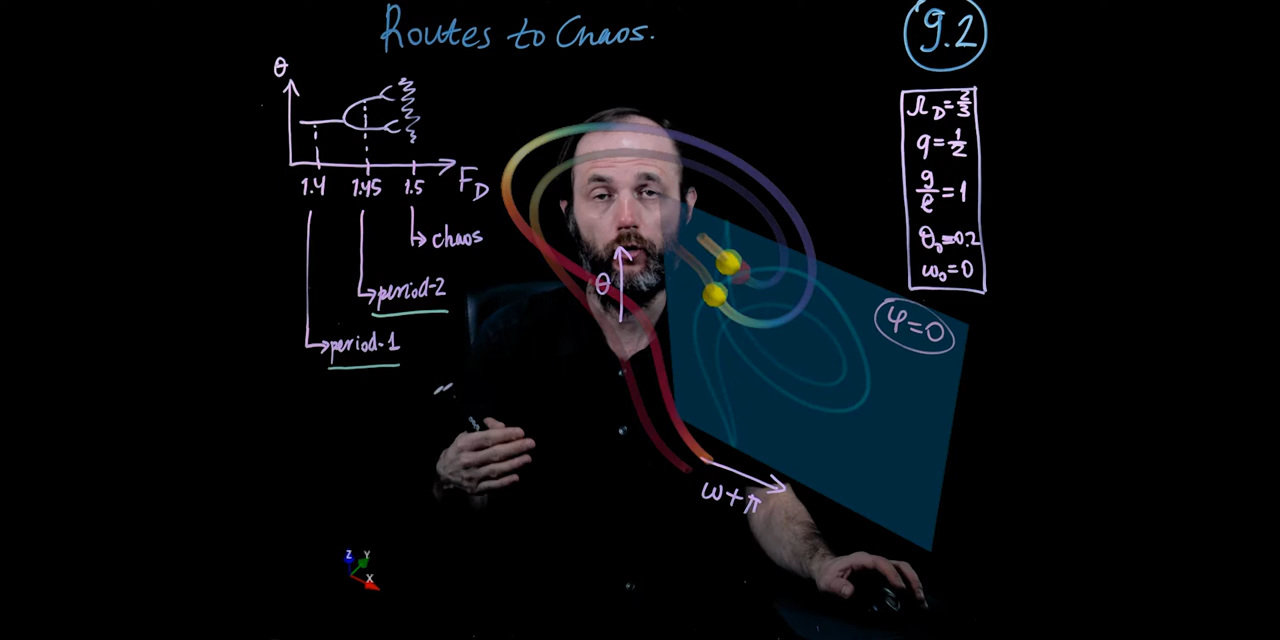 Routes to Chaos.
9.2
θ
1.4 1.45 1.5 F_D
chaos
period-2
period-1
Ω_D = 2/3
q = 1/2
g/ℓ = 1
θ₀ = 0.2
ω₀ = 0
φ = 0
θ
ω + π
Z Y
X